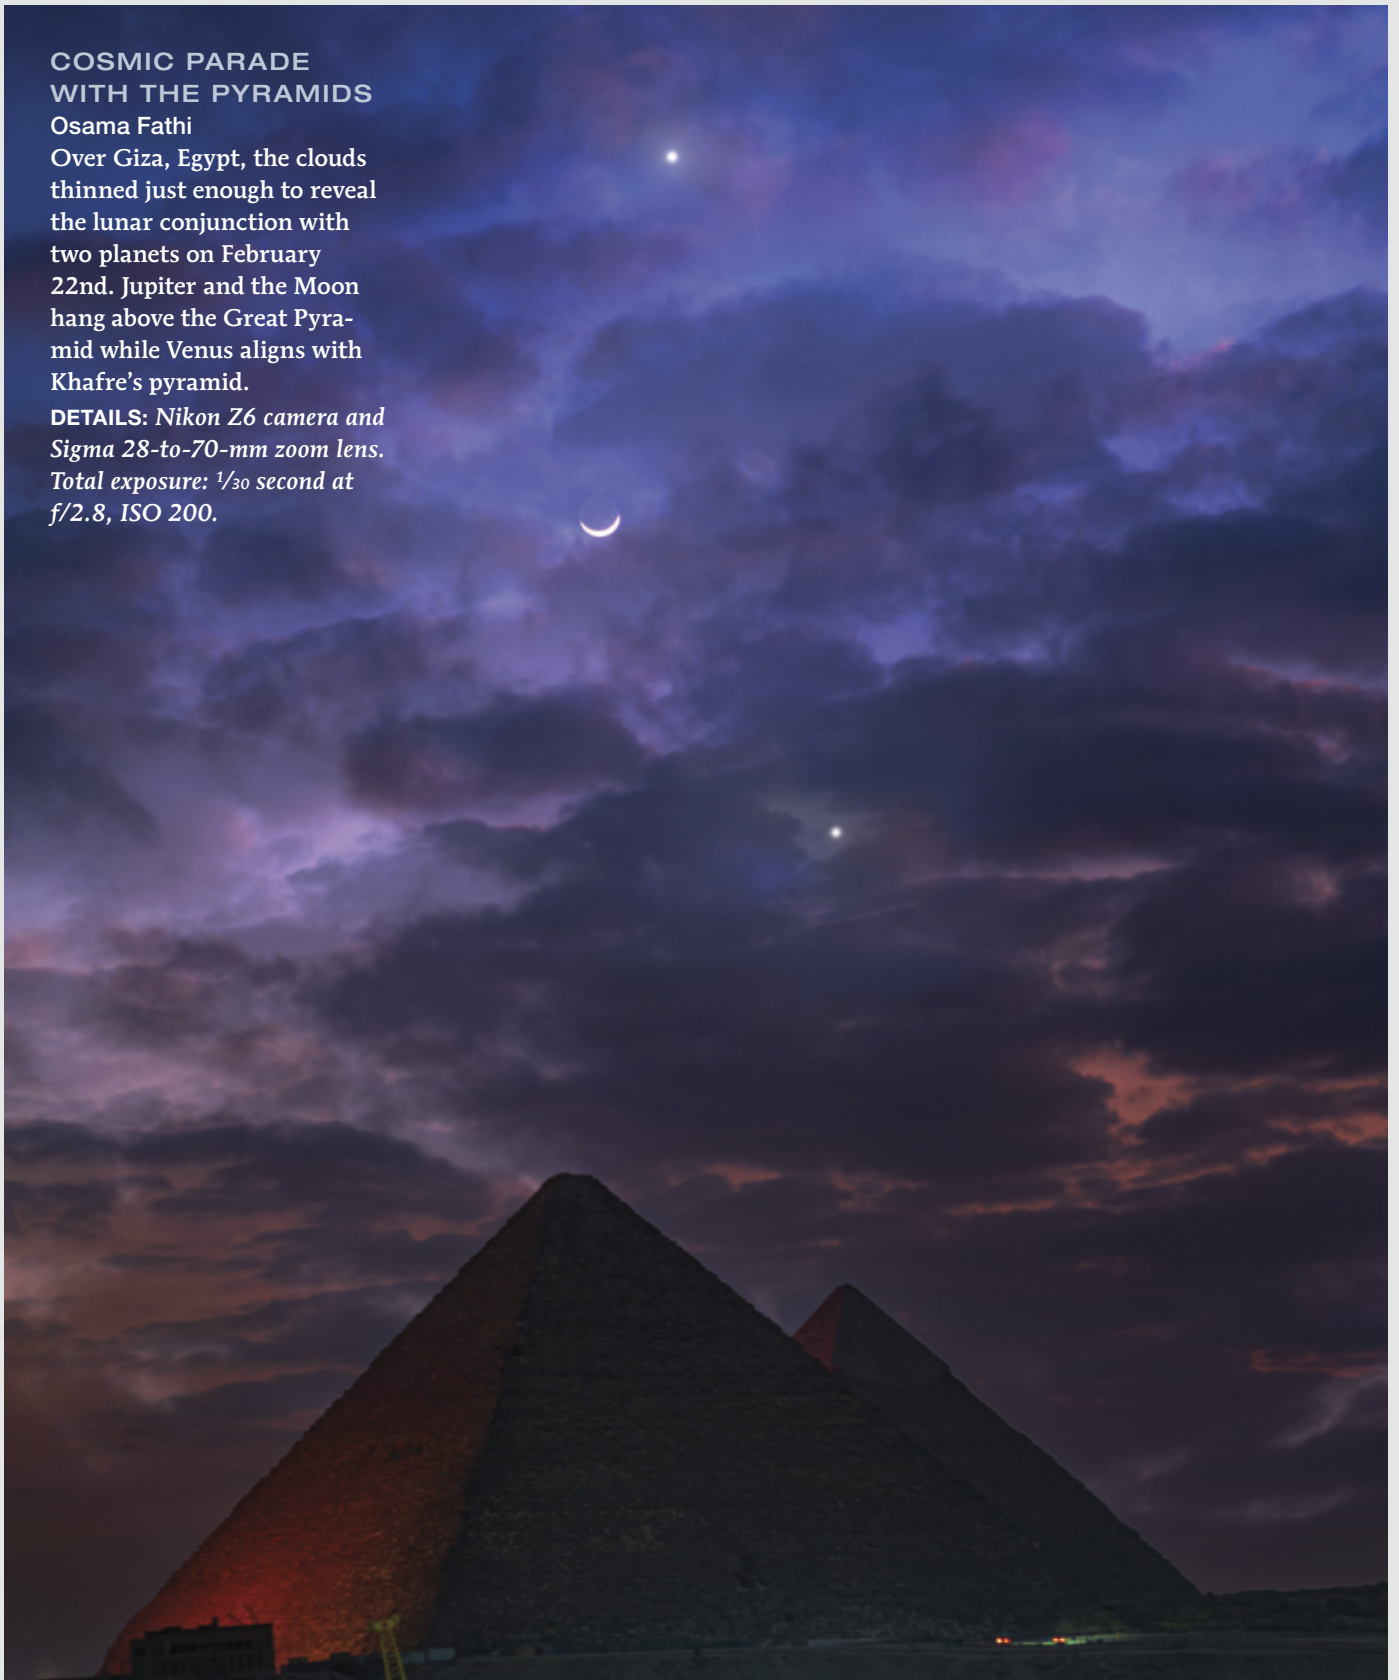 COSMIC PARADE
WITH THE PYRAMIDS
Osama Fathi
Over Giza, Egypt, the clouds
thinned just enough to reveal
the lunar conjunction with
two planets on February
22nd. Jupiter and the Moon
hang above the Great Pyra-
mid while Venus aligns with
Khafre’s pyramid.
DETAILS: Nikon Z6 camera and
Sigma 28-to-70-mm zoom lens.
Total exposure: 1/30 second at
f/2.8, ISO 200.